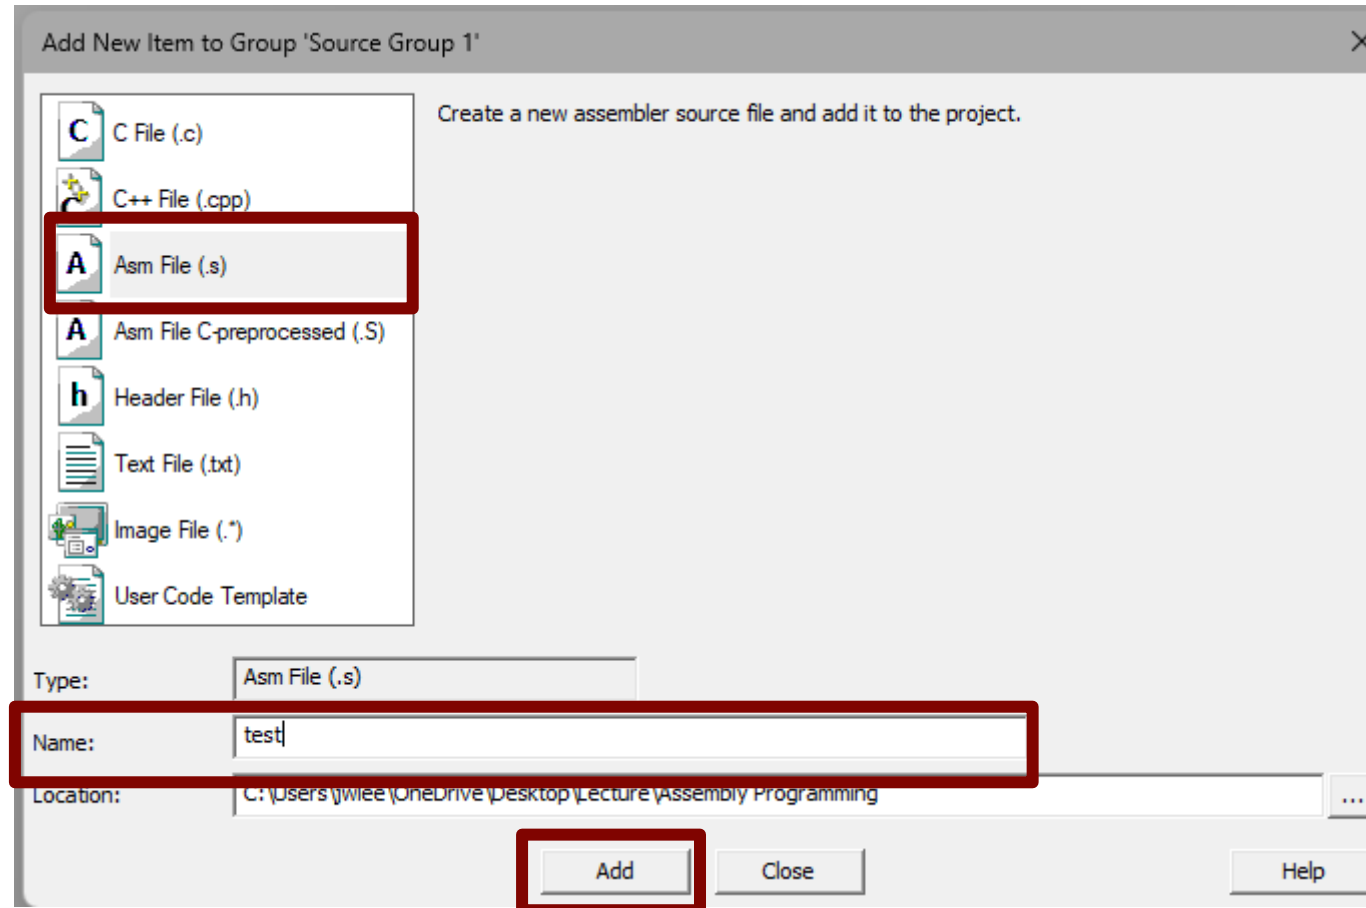 Add New Item to Group 'Source Group 1'
C File (.c)
Create a new assembler source file and add it to the project.
C++ File (.cpp)
Asm File (.s)
Asm File C-preprocessed (.S)
Header File (.h)
Text File (.txt)
Image File (.*)
User Code Template
Type:
Asm File (.s)
Name:
test
Location:
C:\Users\jwlee\OneDrive\Desktop\Lecture\Assembly Programming
...
Add
Close
Help